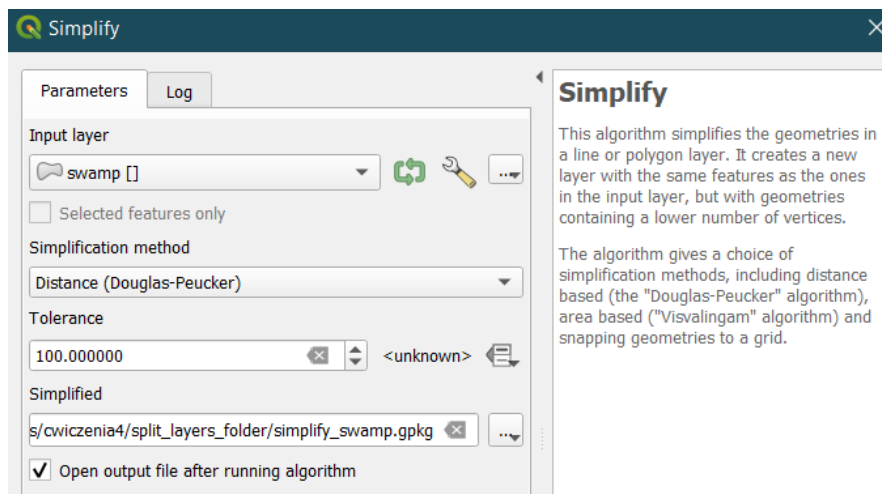 Simplify
Parameters
Log
Input layer
swamp []
...
Selected features only
Simplification method
Distance (Douglas-Peucker)
Tolerance
100.000000
<unknown>
Simplified
s/cwiczenia4/split_layers_folder/simplify_swamp.gpkg
...
Open output file after running algorithm
Simplify
This algorithm simplifies the geometries in
a line or polygon layer. It creates a new
layer with the same features as the ones
in the input layer, but with geometries
containing a lower number of vertices.
The algorithm gives a choice of
simplification methods, including distance
based (the "Douglas-Peucker" algorithm),
area based ("Visvalingam" algorithm) and
snapping geometries to a grid.